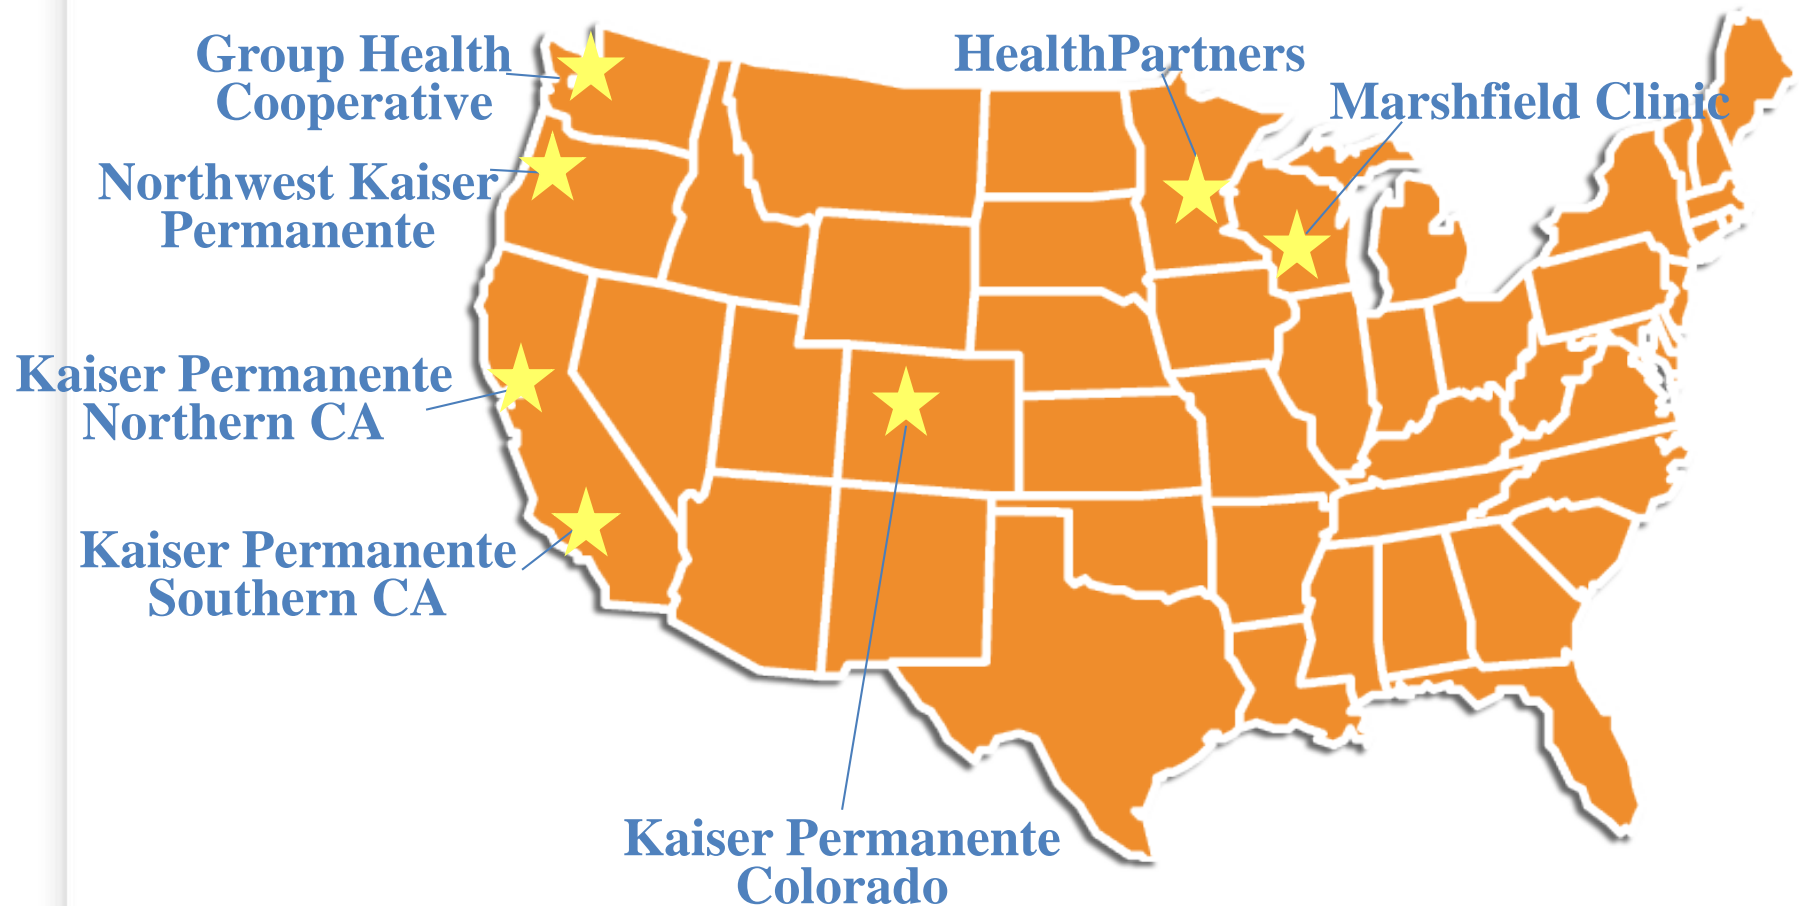 Group Health
Cooperative
HealthPartners
Marshfield Clinic
Northwest Kaiser
Permanente
Kaiser Permanente
Northern CA
Kaiser Permanente
Southern CA
Kaiser Permanente
Colorado